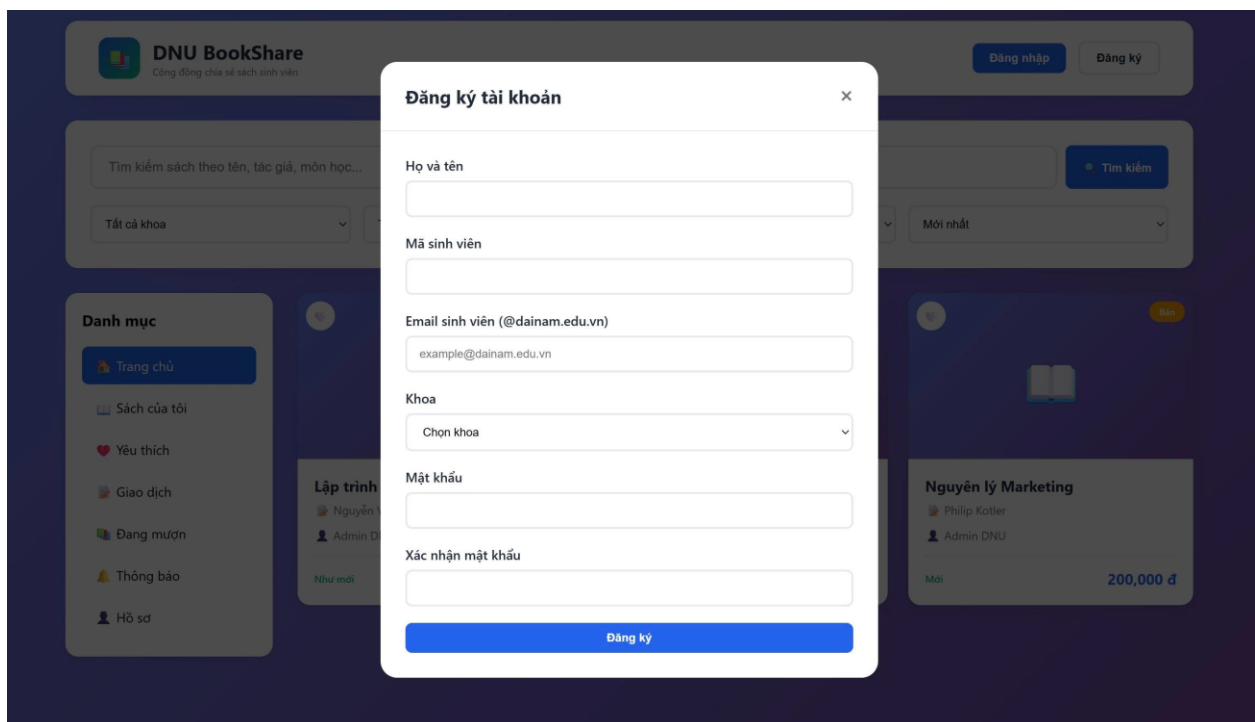 DNU BookShare
Cộng đồng chia sẻ sách sinh viên
Đăng nhập
Đăng ký
Đăng ký tài khoản
×
Tìm kiếm sách theo tên, tác giả, môn học...
Tìm kiếm
Tất cả khoa
Mới nhất
Họ và tên
Mã sinh viên
Email sinh viên (@dainam.edu.vn)
example@dainam.edu.vn
Khoa
Chọn khoa
Mật khẩu
Xác nhận mật khẩu
Đăng ký
Danh mục
Trang chủ
Sách của tôi
Yêu thích
Giao dịch
Đang mượn
Thông báo
Hồ sơ
Lập trình
Nguyễn
Admin
Như mới
Bán
Nguyên lý Marketing
Philip Kotler
Admin DNU
Mới
200,000 đ